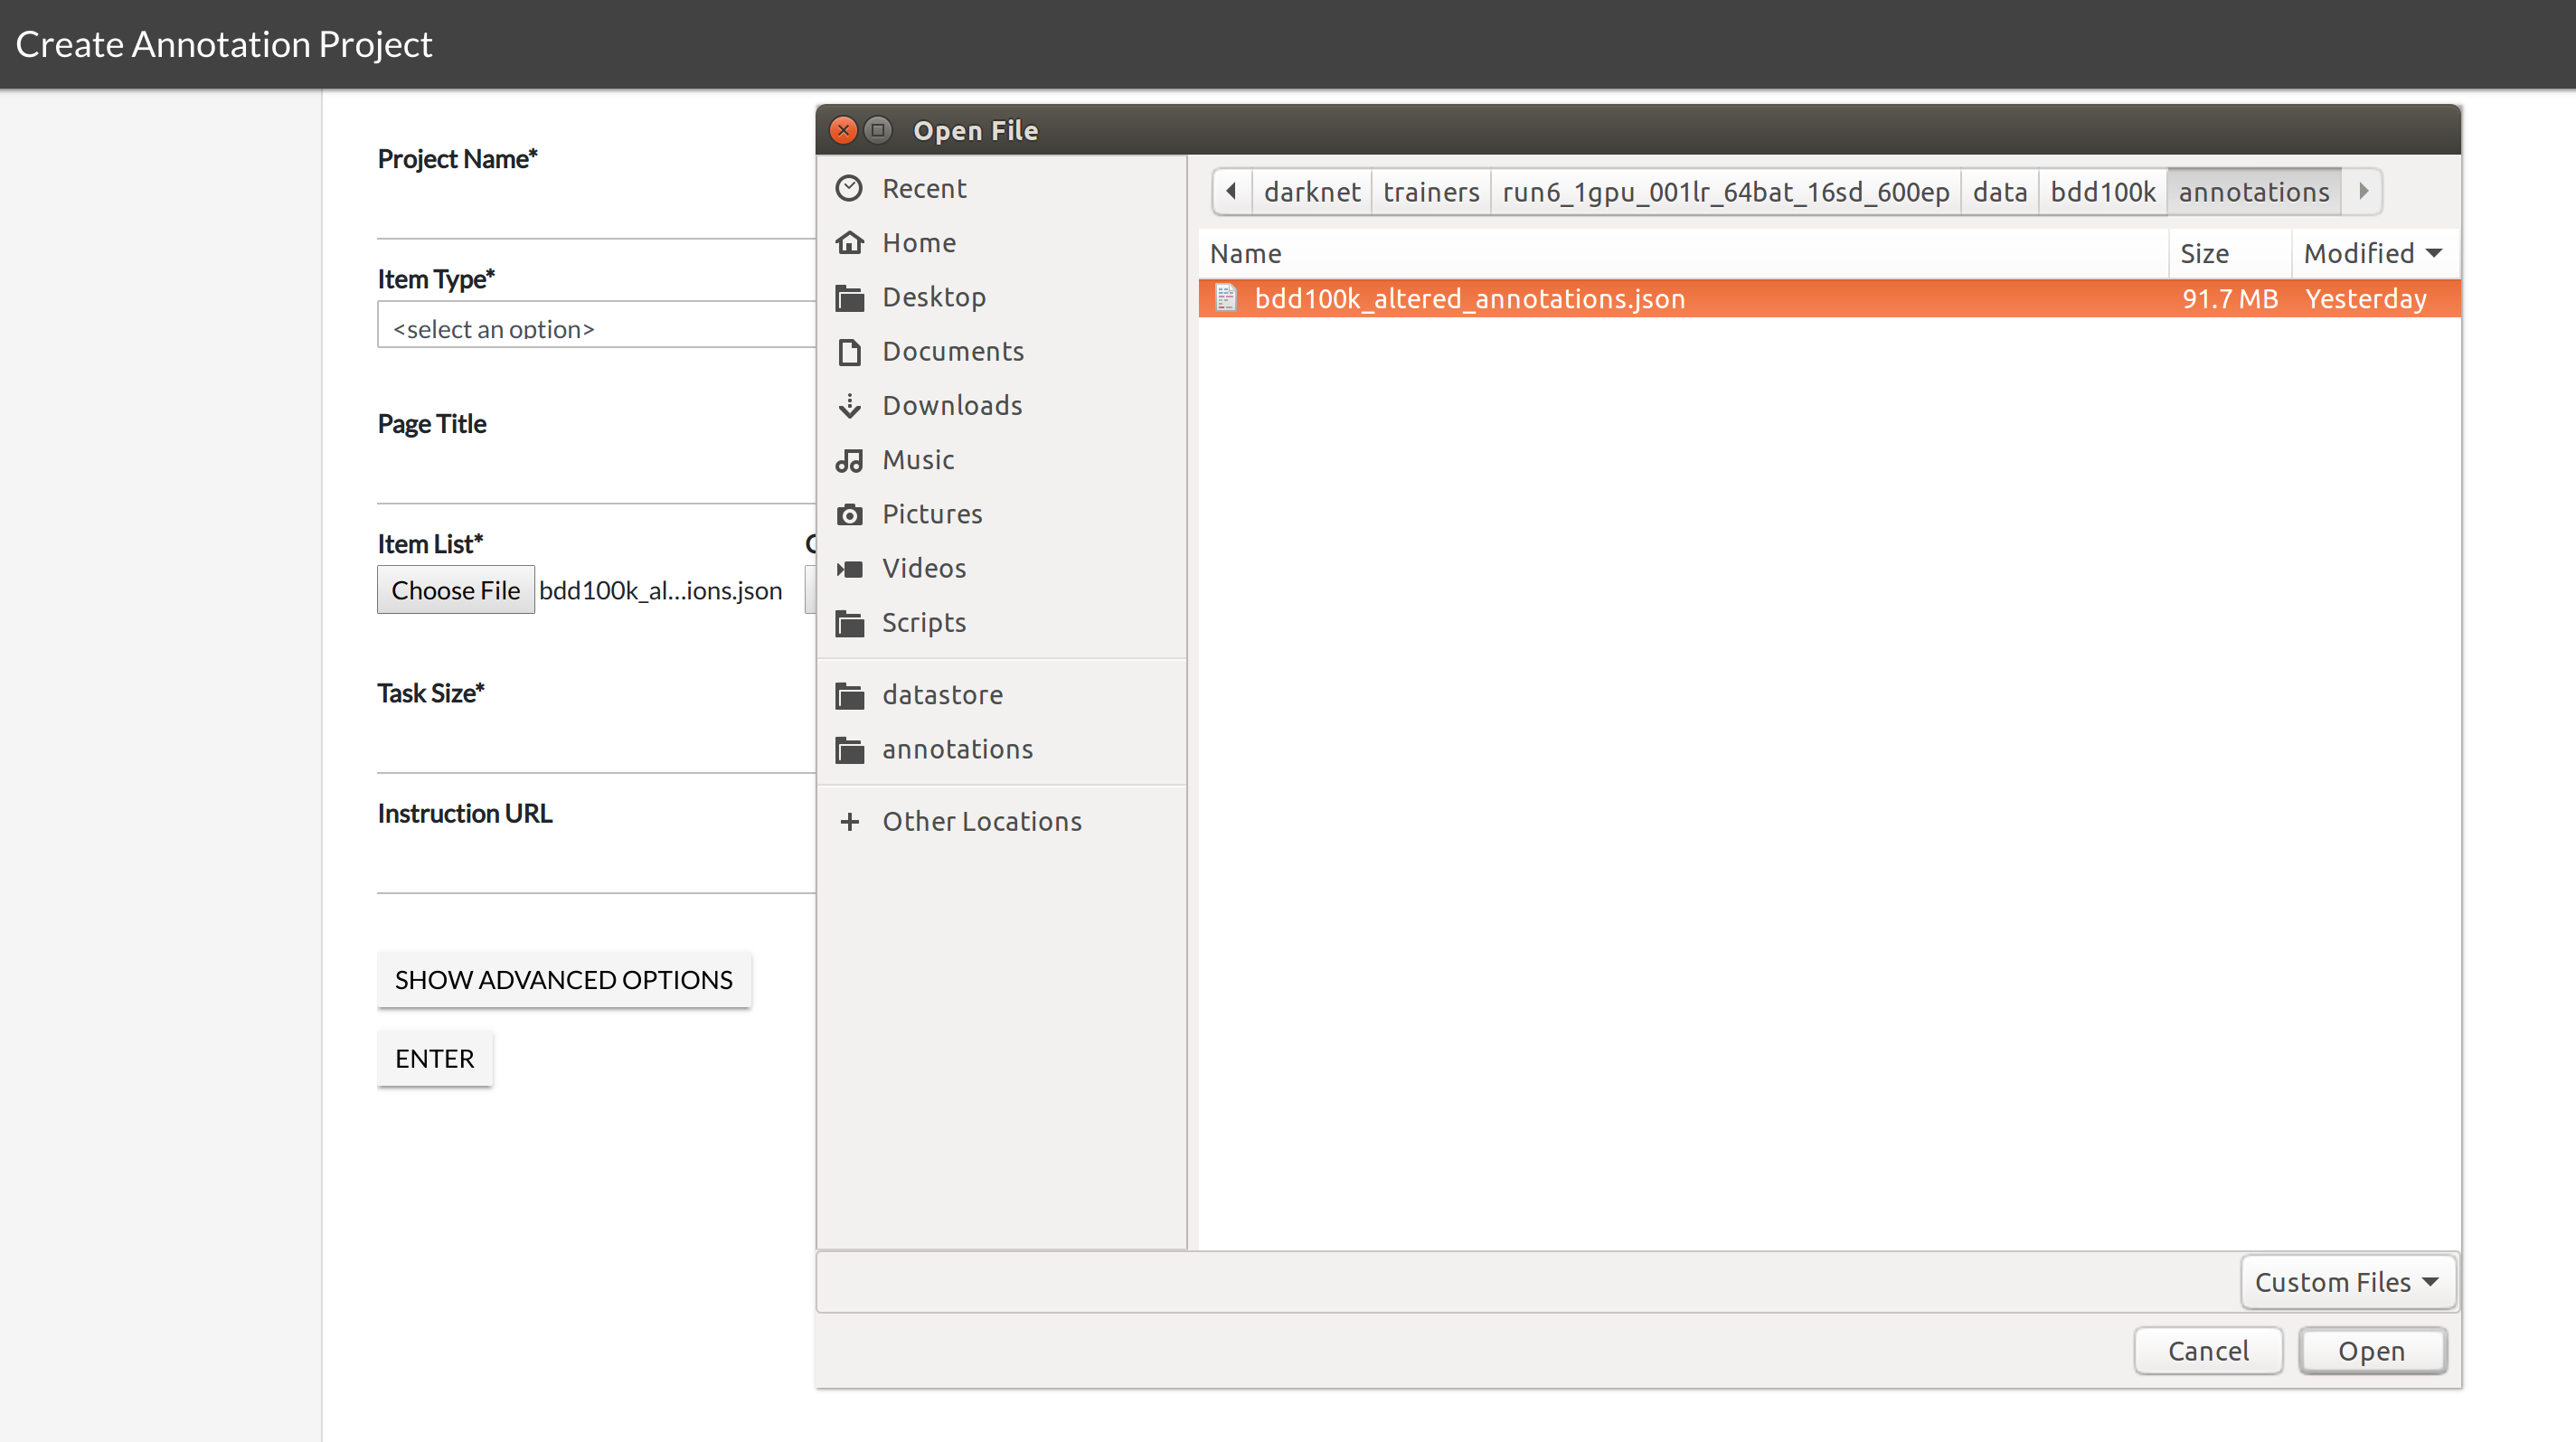 Create Annotation Project
Project Name*
Item Type*
<select an option>
Page Title
Item List*
Choose File bdd100k_al...ions.json
Task Size*
Instruction URL
SHOW ADVANCED OPTIONS
ENTER
Open File
Recent
Home
Desktop
Documents
Downloads
Music
Pictures
Videos
Scripts
datastore
annotations
Other Locations
darknet trainers run6_1gpu_001lr_64bat_16sd_600ep data bdd100k annotations
Name Size Modified
bdd100k_altered_annotations.json 91.7 MB Yesterday
Custom Files
Cancel Open